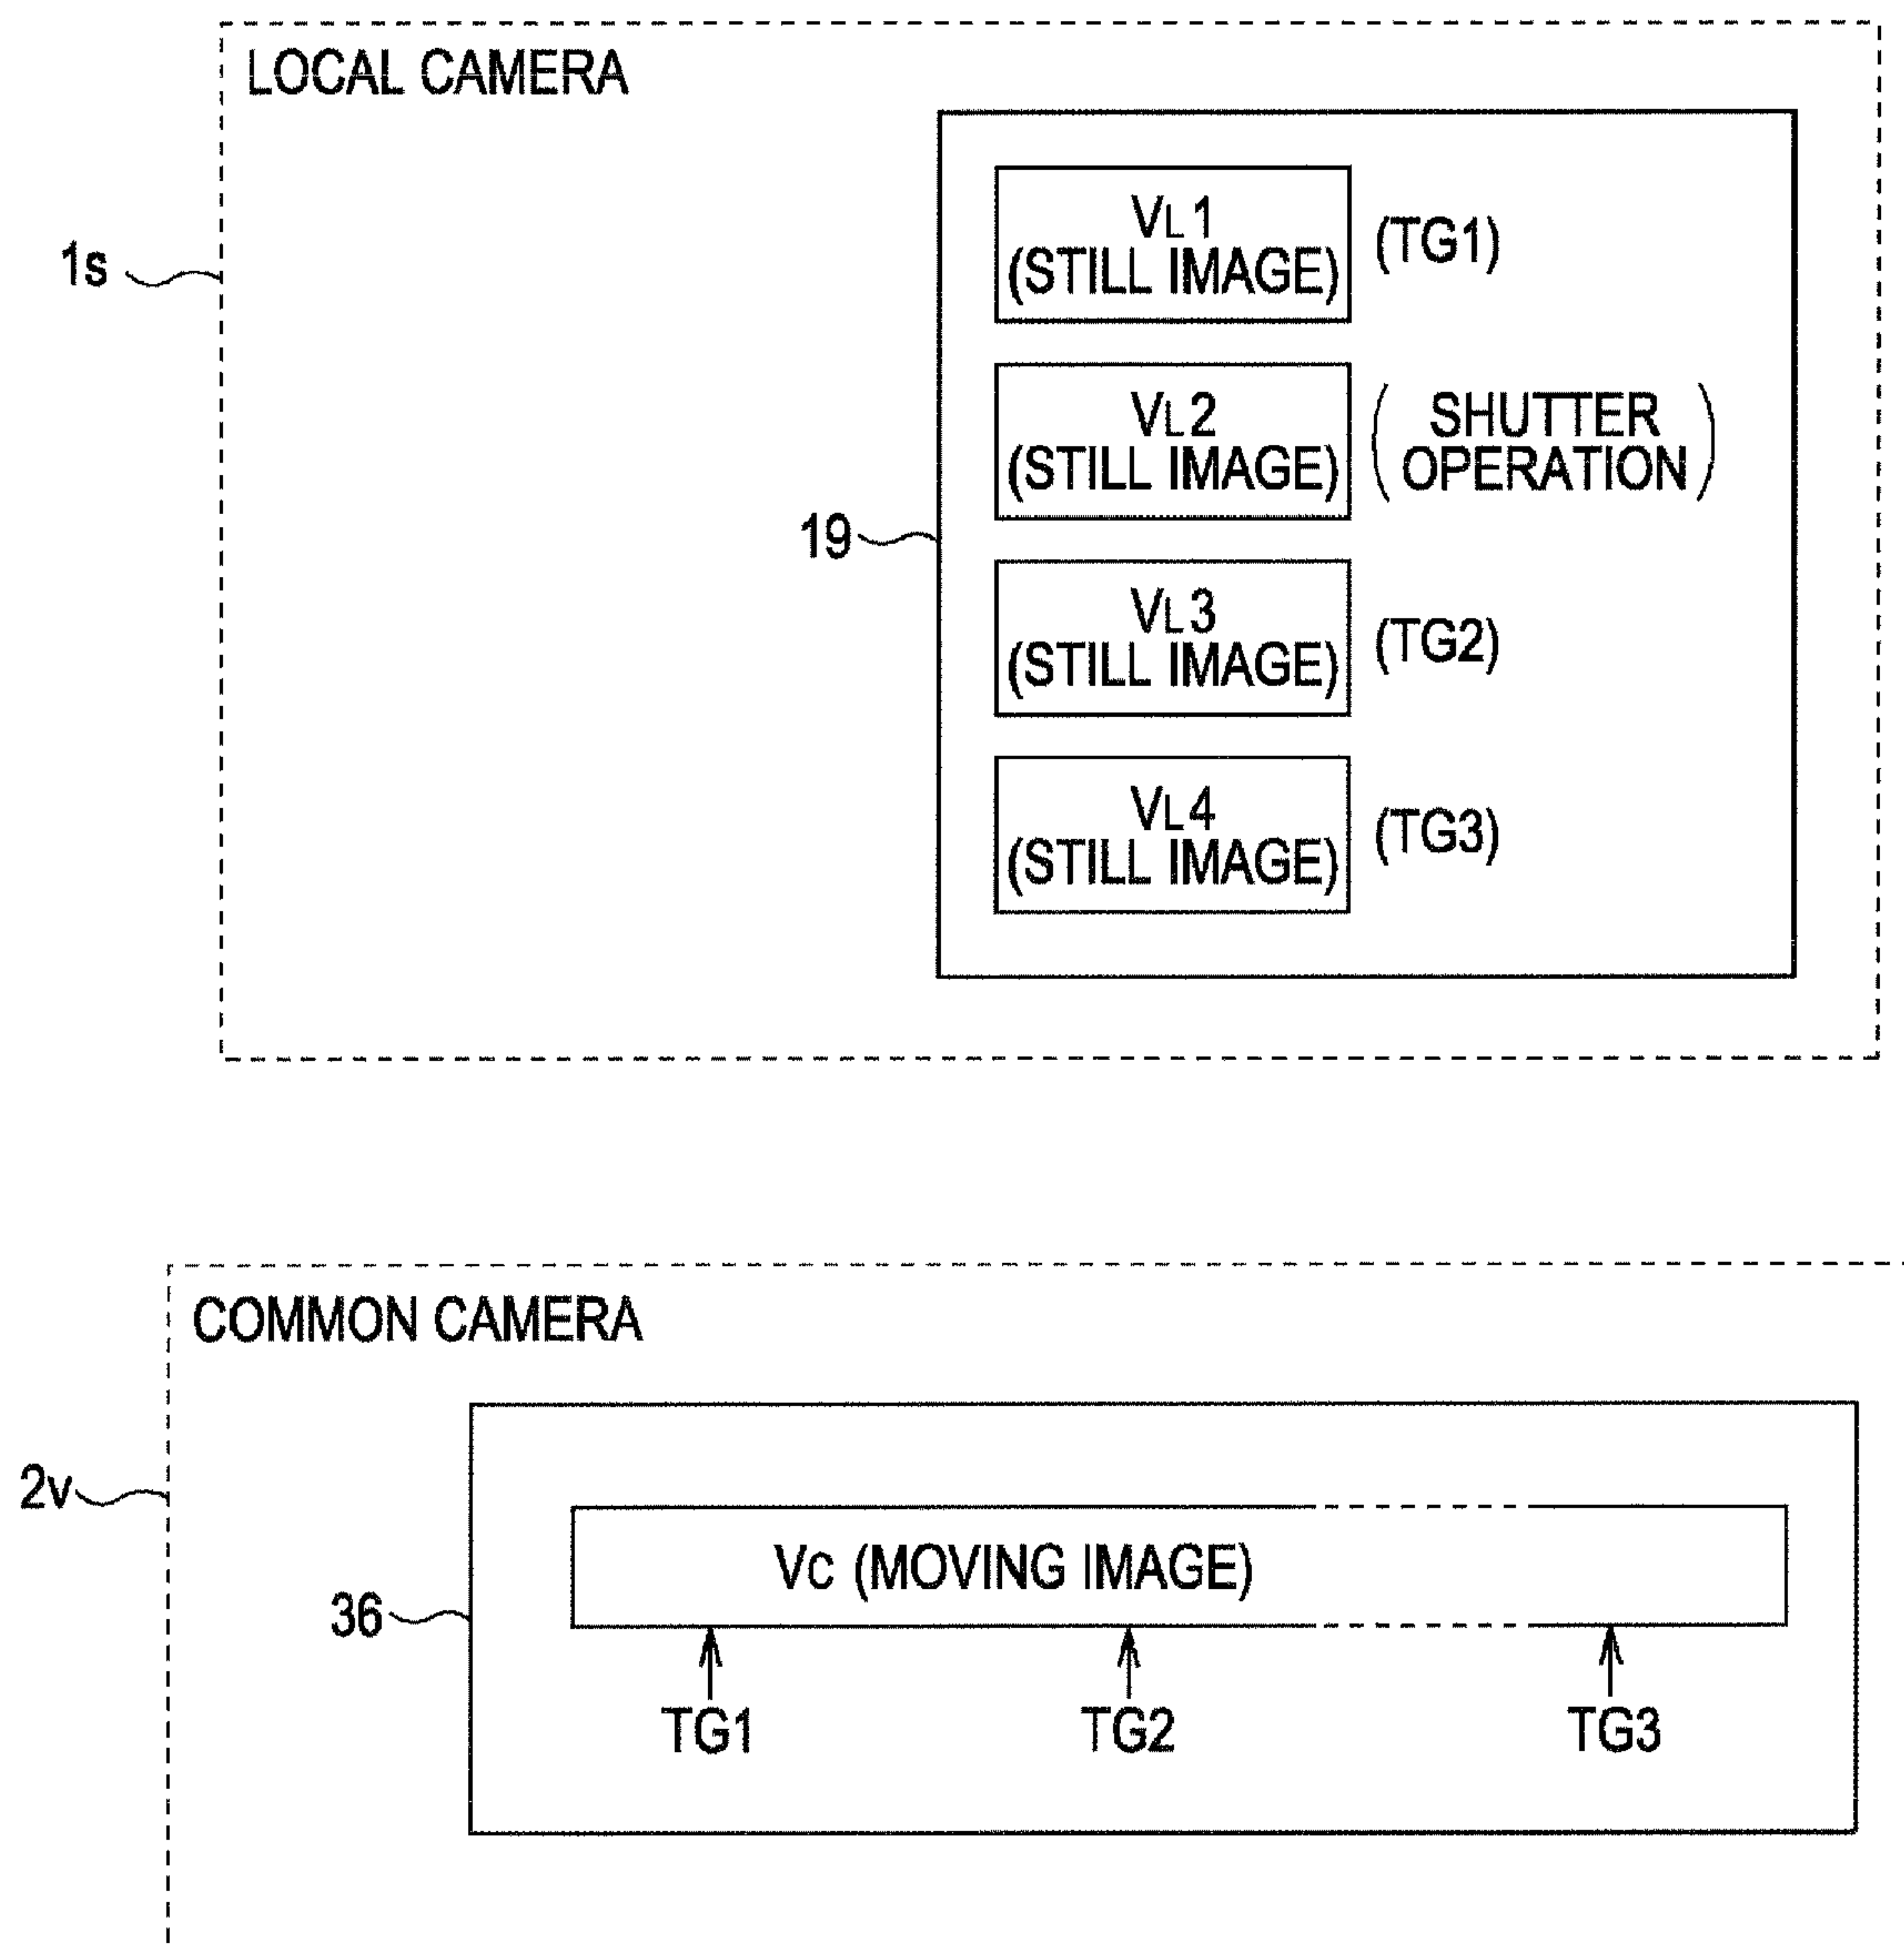 LOCAL CAMERA
1s
19
VL1
(STILL IMAGE)
(TG1)
VL2
(STILL IMAGE)
(SHUTTER
OPERATION)
VL3
(STILL IMAGE)
(TG2)
VL4
(STILL IMAGE)
(TG3)
COMMON CAMERA
2v
36
VC (MOVING IMAGE)
TG1
TG2
TG3